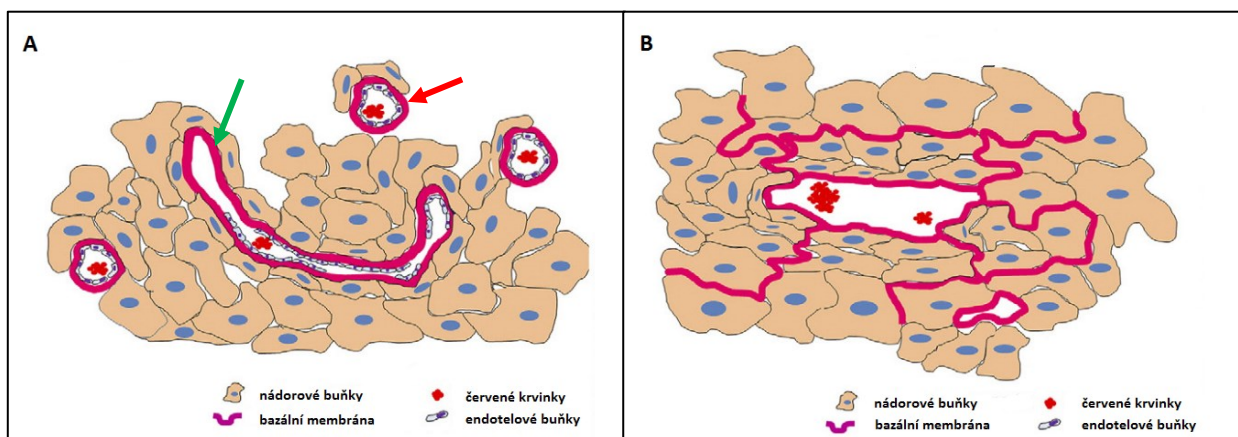 A
nádorové buňky
červené krvinky
bazální membrána
endotelové buňky
B
nádorové buňky
červené krvinky
bazální membrána
endotelové buňky